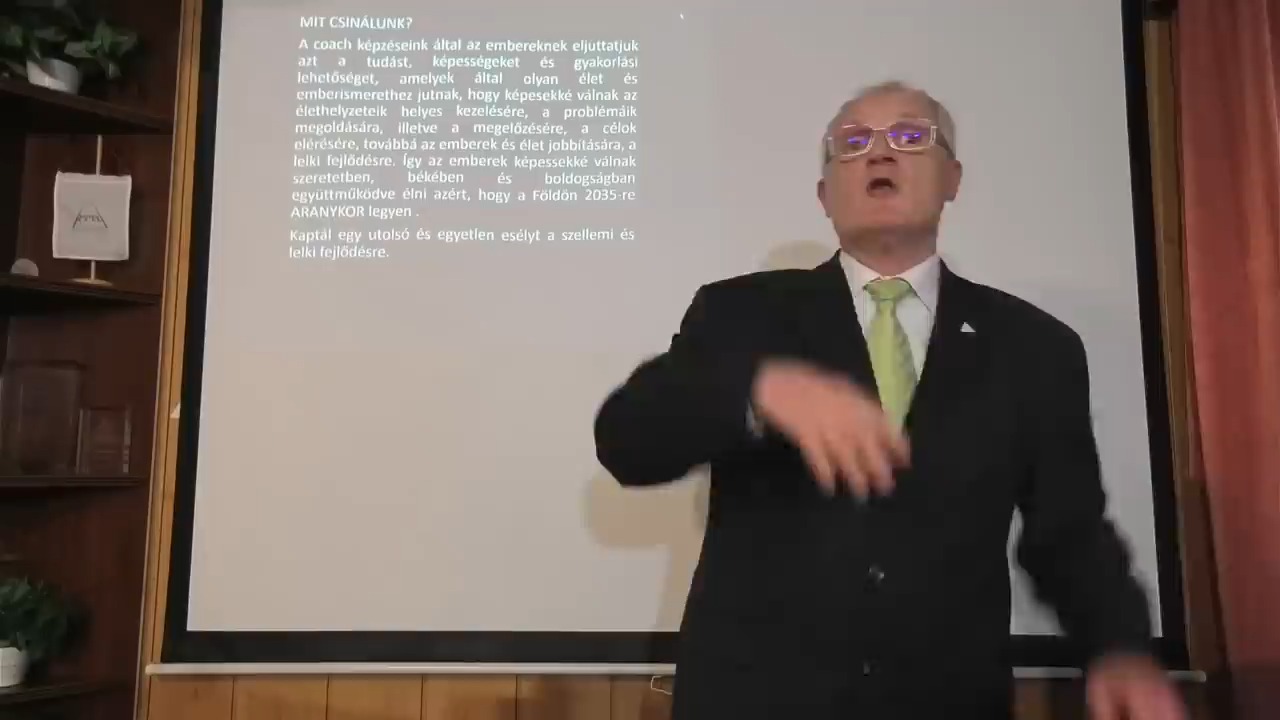 MIT CSINÁLUNK?
A coach képzéseink által az embereknek eljuttatjuk
azt a tudást, képességeket és gyakorlási
lehetőséget, amelyek által olyan élet és
emberismerethez jutnak, hogy képesekké válnak az
élethelyzeteik helyes kezelésére, a problémáik
megoldására, illetve a megelőzésére, a célok
elérésére, továbbá az emberek és élet jobbítására, a
lelki fejlődésre. Így az emberek képessekké válnak
szeretetben, békében és boldogságban
együttműködve élni azért, hogy a Földön 2035-re
ARANYKOR legyen .
Kaptál egy utolsó és egyetlen esélyt a szellemi és
lelki fejlődésre.